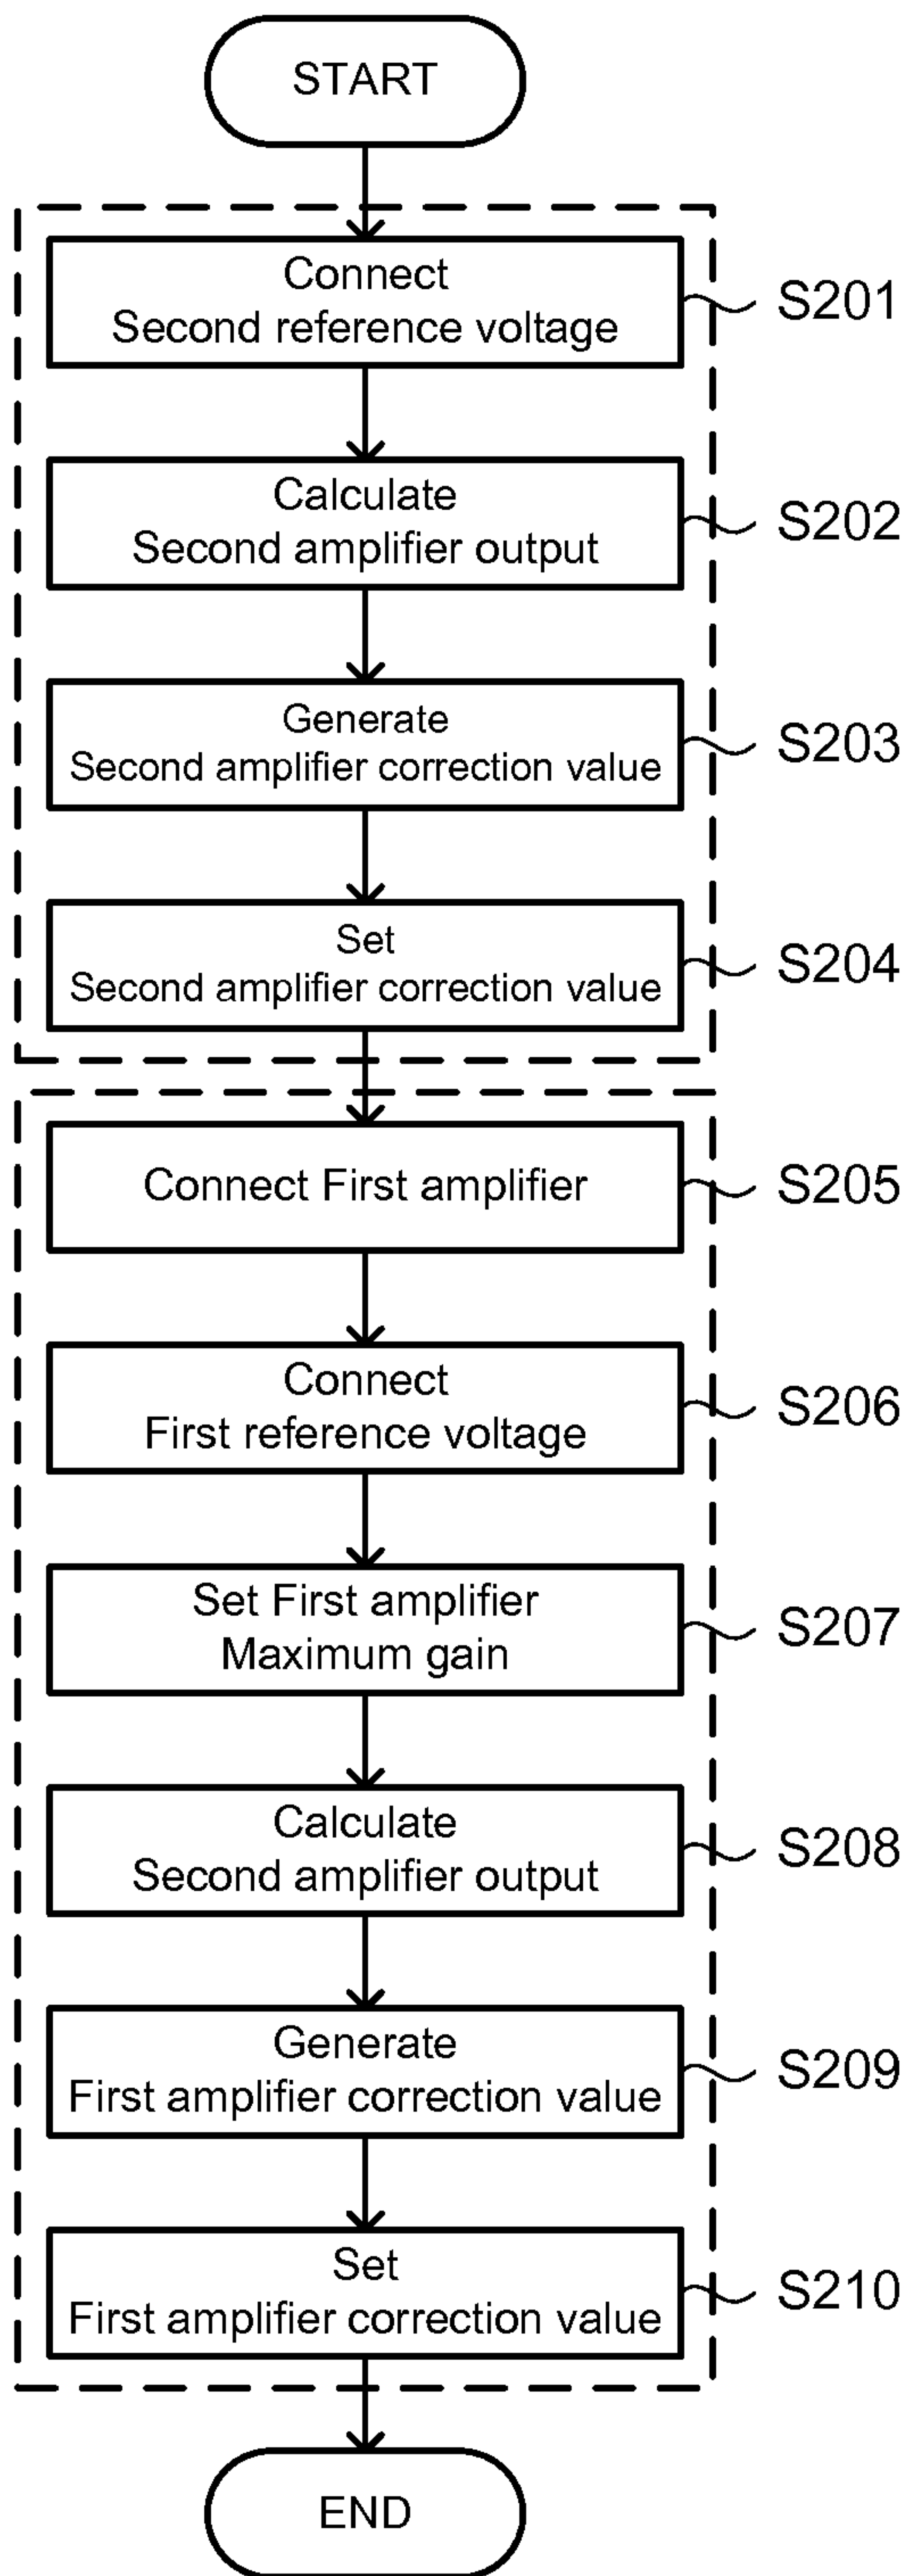 START
Connect
Second reference voltage
S201
Calculate
Second amplifier output
S202
Generate
Second amplifier correction value
S203
Set
Second amplifier correction value
S204
Connect First amplifier
S205
Connect
First reference voltage
S206
Set First amplifier
Maximum gain
S207
Calculate
Second amplifier output
S208
Generate
First amplifier correction value
S209
Set
First amplifier correction value
S210
END